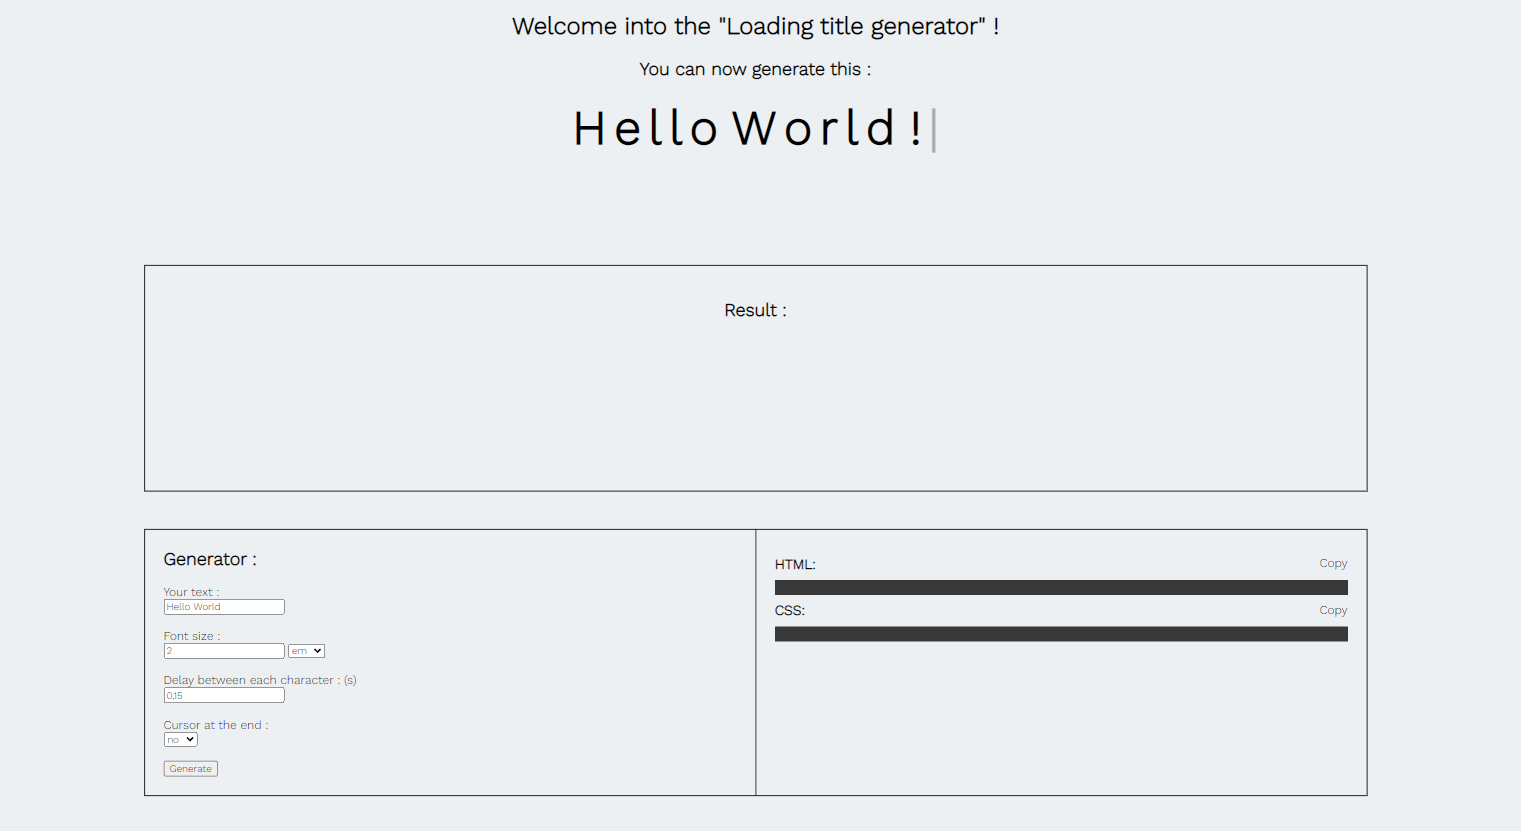 Welcome into the "Loading title generator" !
You can now generate this :
Hello World !
Result :
Generator :
Your text :
Hello World
Font size :
2 em
Delay between each character : (s)
0,15
Cursor at the end :
no
Generate
HTML: Copy
CSS: Copy